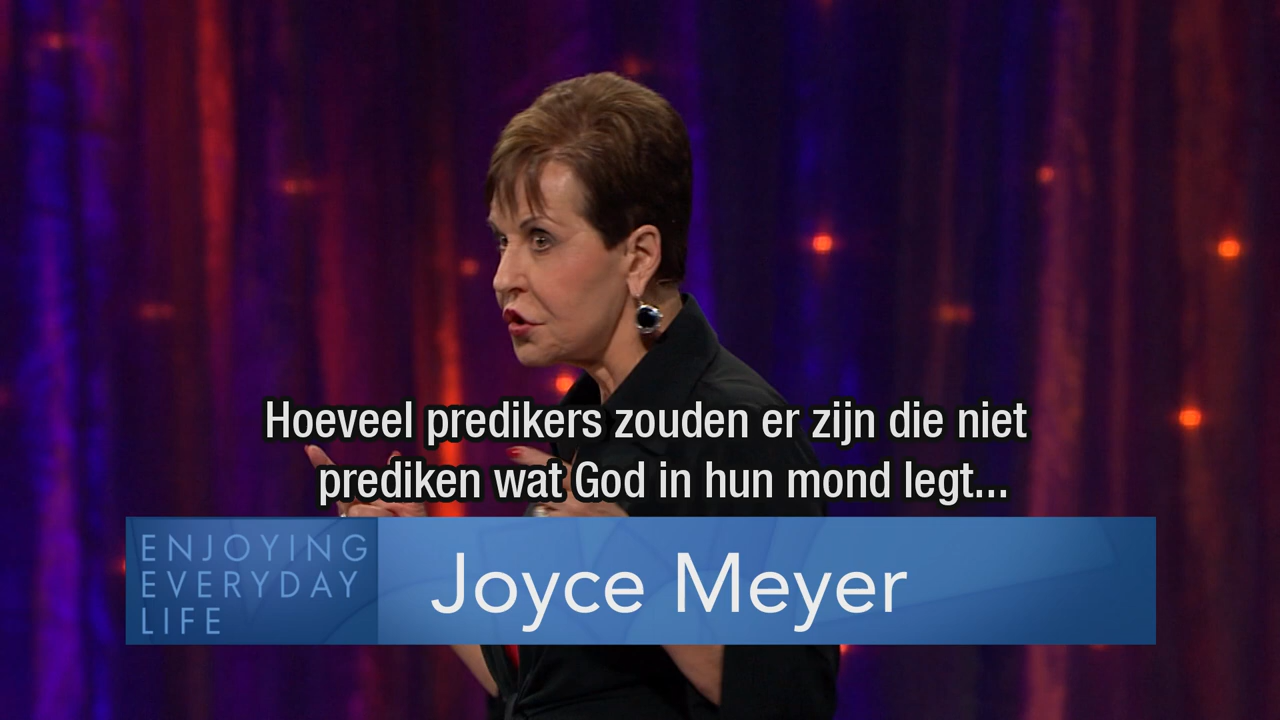 Hoeveel predikers zouden er zijn die niet
prediken wat God in hun mond legt...
ENJOYING
EVERYDAY
LIFE
Joyce Meyer